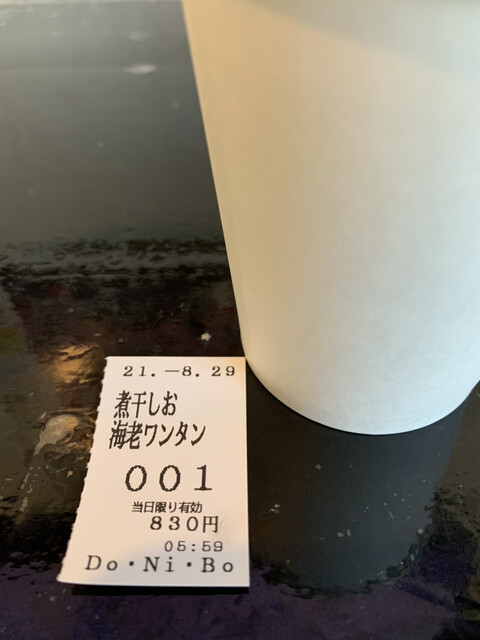 21.-8.29
煮干しお
海老ワンタン
001
当日限り有効
830円
05:59
Do・Ni・Bo